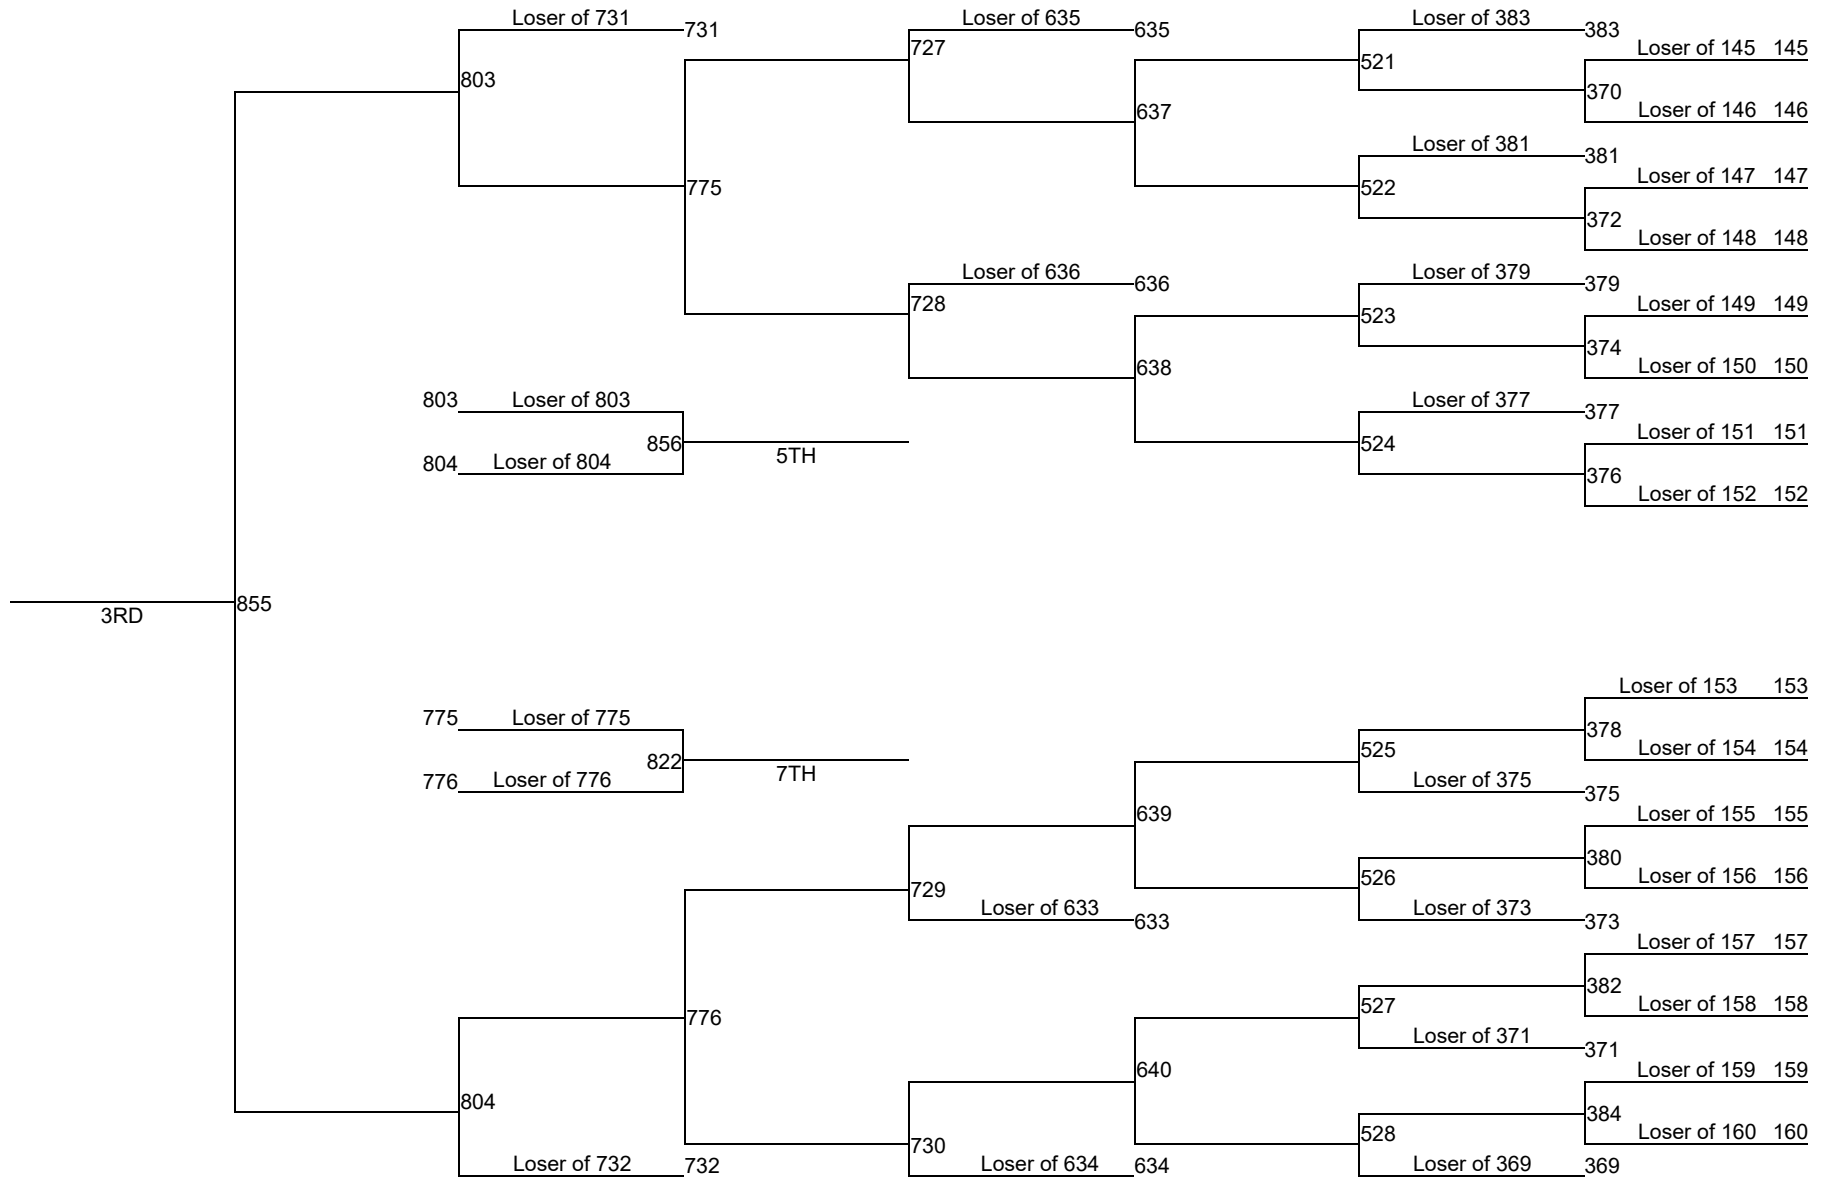 Loser of 731 731 Loser of 635 635 Loser of 383 383
803 727 521 Loser of 145 145
370
637 Loser of 146 146
Loser of 381 381
775 522 Loser of 147 147
372
Loser of 148 148
Loser of 636 636 Loser of 379 379
728 523 Loser of 149 149
374
638 Loser of 150 150
803 Loser of 803 Loser of 377 377
856 5TH 524 Loser of 151 151
804 Loser of 804 376
Loser of 152 152
3RD 855
Loser of 153 153
775 Loser of 775 378
822 7TH 525 Loser of 154 154
776 Loser of 776 Loser of 375 375
639 Loser of 155 155
380
729 526 Loser of 156 156
Loser of 633 633 Loser of 373 373
Loser of 157 157
382
776 527 Loser of 158 158
Loser of 371 371
640 Loser of 159 159
804 384
730 528 Loser of 160 160
Loser of 732 732 Loser of 634 634 Loser of 369 369